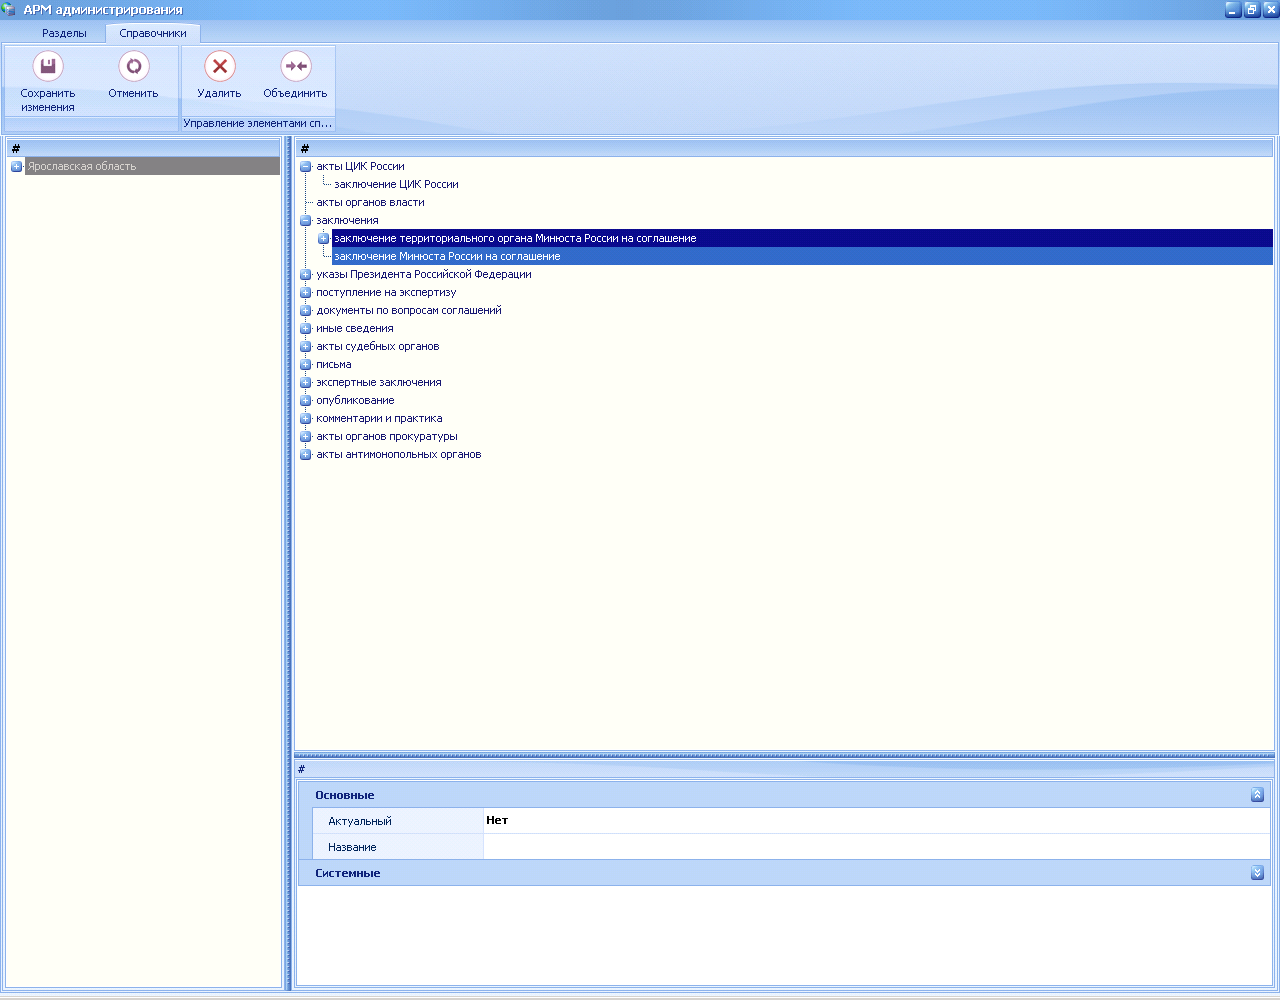 АРМ администрирования
Разделы
Справочники
Сохранить изменения
Отменить
Удалить
Объединить
Управление элементами сп...
#
Ярославская область
#
акты ЦИК России
заключение ЦИК России
акты органов власти
заключения
заключение территориального органа Минюста России на соглашение
заключение Минюста России на соглашение
указы Президента Российской Федерации
поступление на экспертизу
документы по вопросам соглашений
иные сведения
акты судебных органов
письма
экспертные заключения
опубликование
комментарии и практика
акты органов прокуратуры
акты антимонопольных органов
#
Основные
Актуальный Нет
Название
Системные